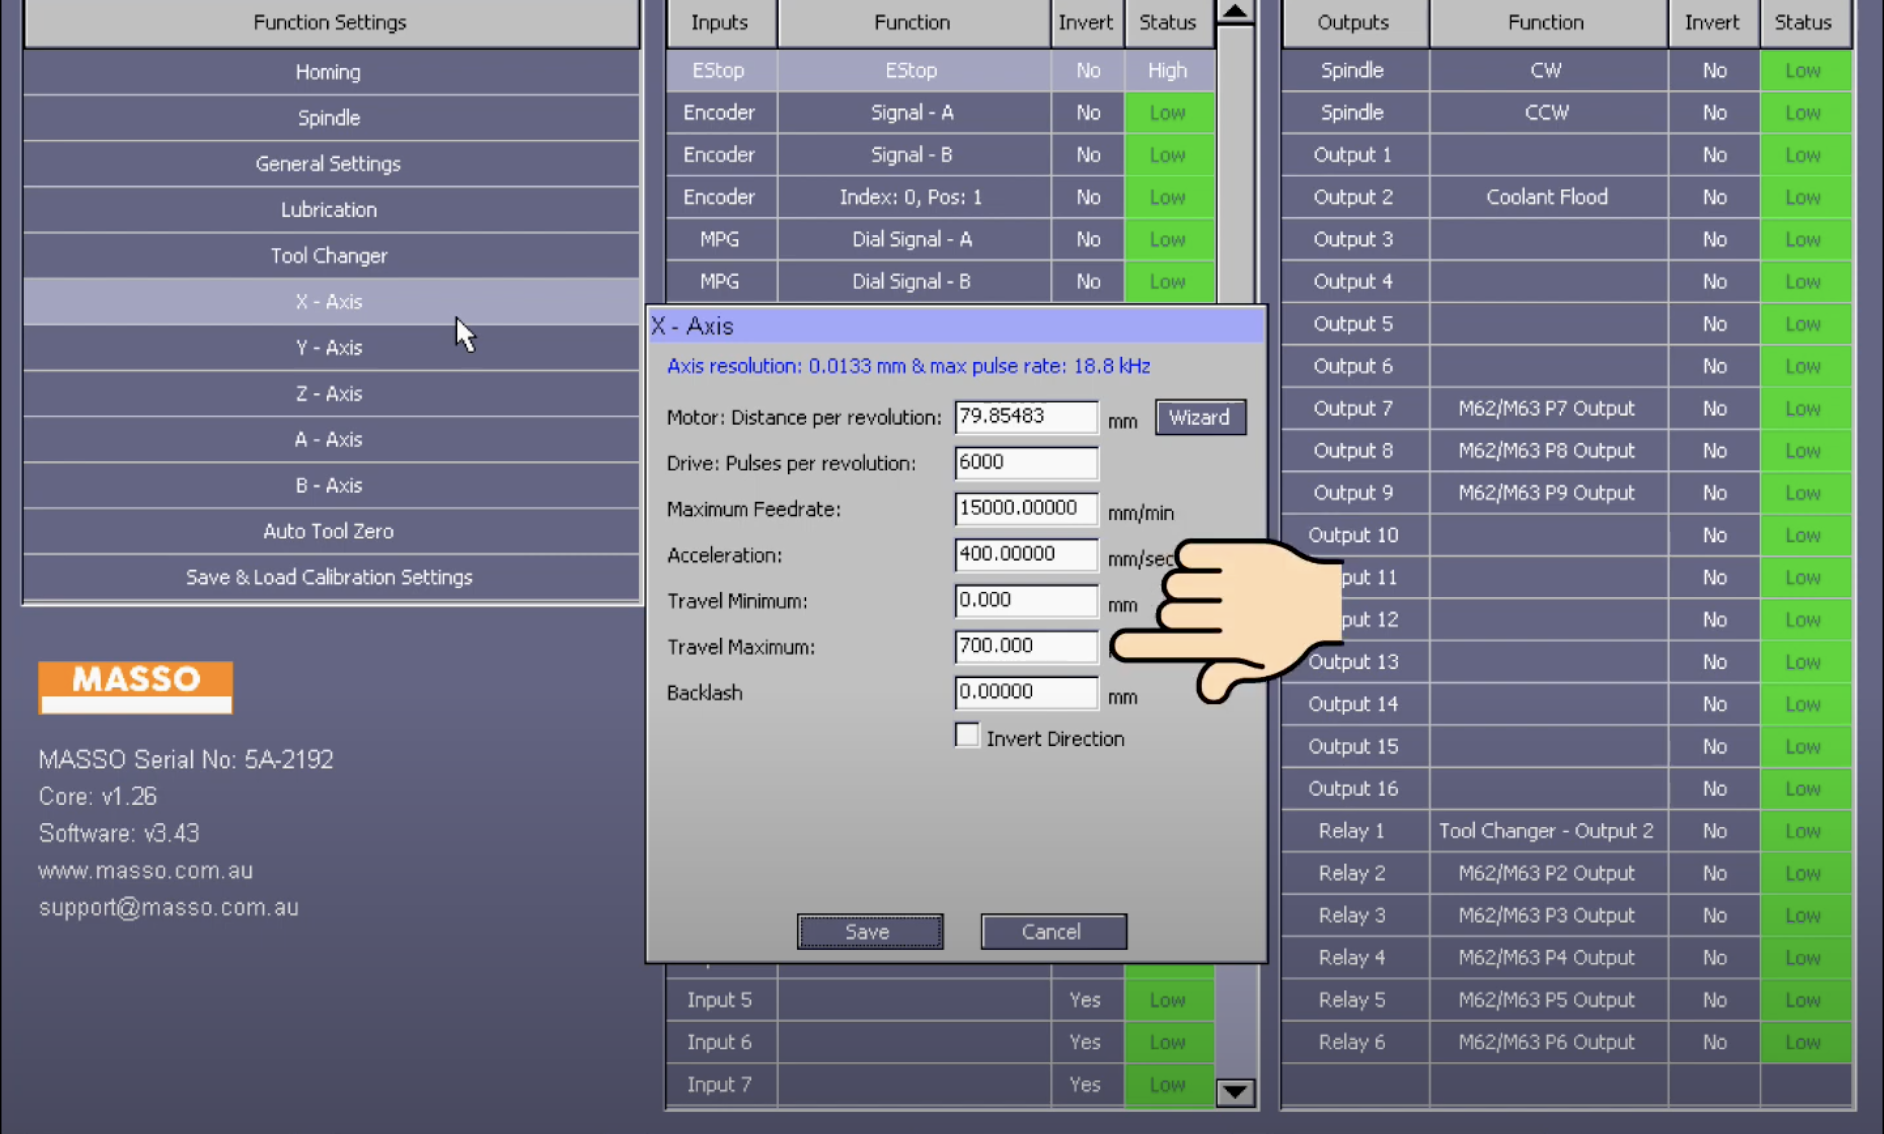 Function Settings
Homing
Spindle
General Settings
Lubrication
Tool Changer
X - Axis
Y - Axis
Z - Axis
A - Axis
B - Axis
Auto Tool Zero
Save & Load Calibration Settings
MASSO
MASSO Serial No: 5A-2192
Core: v1.26
Software: v3.43
www.masso.com.au
support@masso.com.au
Inputs Function Invert Status
EStop EStop No High
Encoder Signal - A No Low
Encoder Signal - B No Low
Encoder Index: 0, Pos: 1 No Low
MPG Dial Signal - A No Low
MPG Dial Signal - B No Low
X - Axis
Axis resolution: 0.0133 mm & max pulse rate: 18.8 kHz
Motor: Distance per revolution: 79.85483 mm Wizard
Drive: Pulses per revolution: 6000
Maximum Feedrate: 15000.00000 mm/min
Acceleration: 400.00000 mm/sec
Travel Minimum: 0.000 mm
Travel Maximum: 700.000
Backlash 0.00000 mm
Invert Direction
Save Cancel
Input 5 Yes Low
Input 6 Yes Low
Input 7 Yes Low
Outputs Function Invert Status
Spindle CW No Low
Spindle CCW No Low
Output 1 No Low
Output 2 Coolant Flood No Low
Output 3 No Low
Output 4 No Low
Output 5 No Low
Output 6 No Low
Output 7 M62/M63 P7 Output No Low
Output 8 M62/M63 P8 Output No Low
Output 9 M62/M63 P9 Output No Low
Output 10 No Low
put 11 No Low
put 12 No Low
Output 13 No Low
Output 14 No Low
Output 15 No Low
Output 16 No Low
Relay 1 Tool Changer - Output 2 No Low
Relay 2 M62/M63 P2 Output No Low
Relay 3 M62/M63 P3 Output No Low
Relay 4 M62/M63 P4 Output No Low
Relay 5 M62/M63 P5 Output No Low
Relay 6 M62/M63 P6 Output No Low